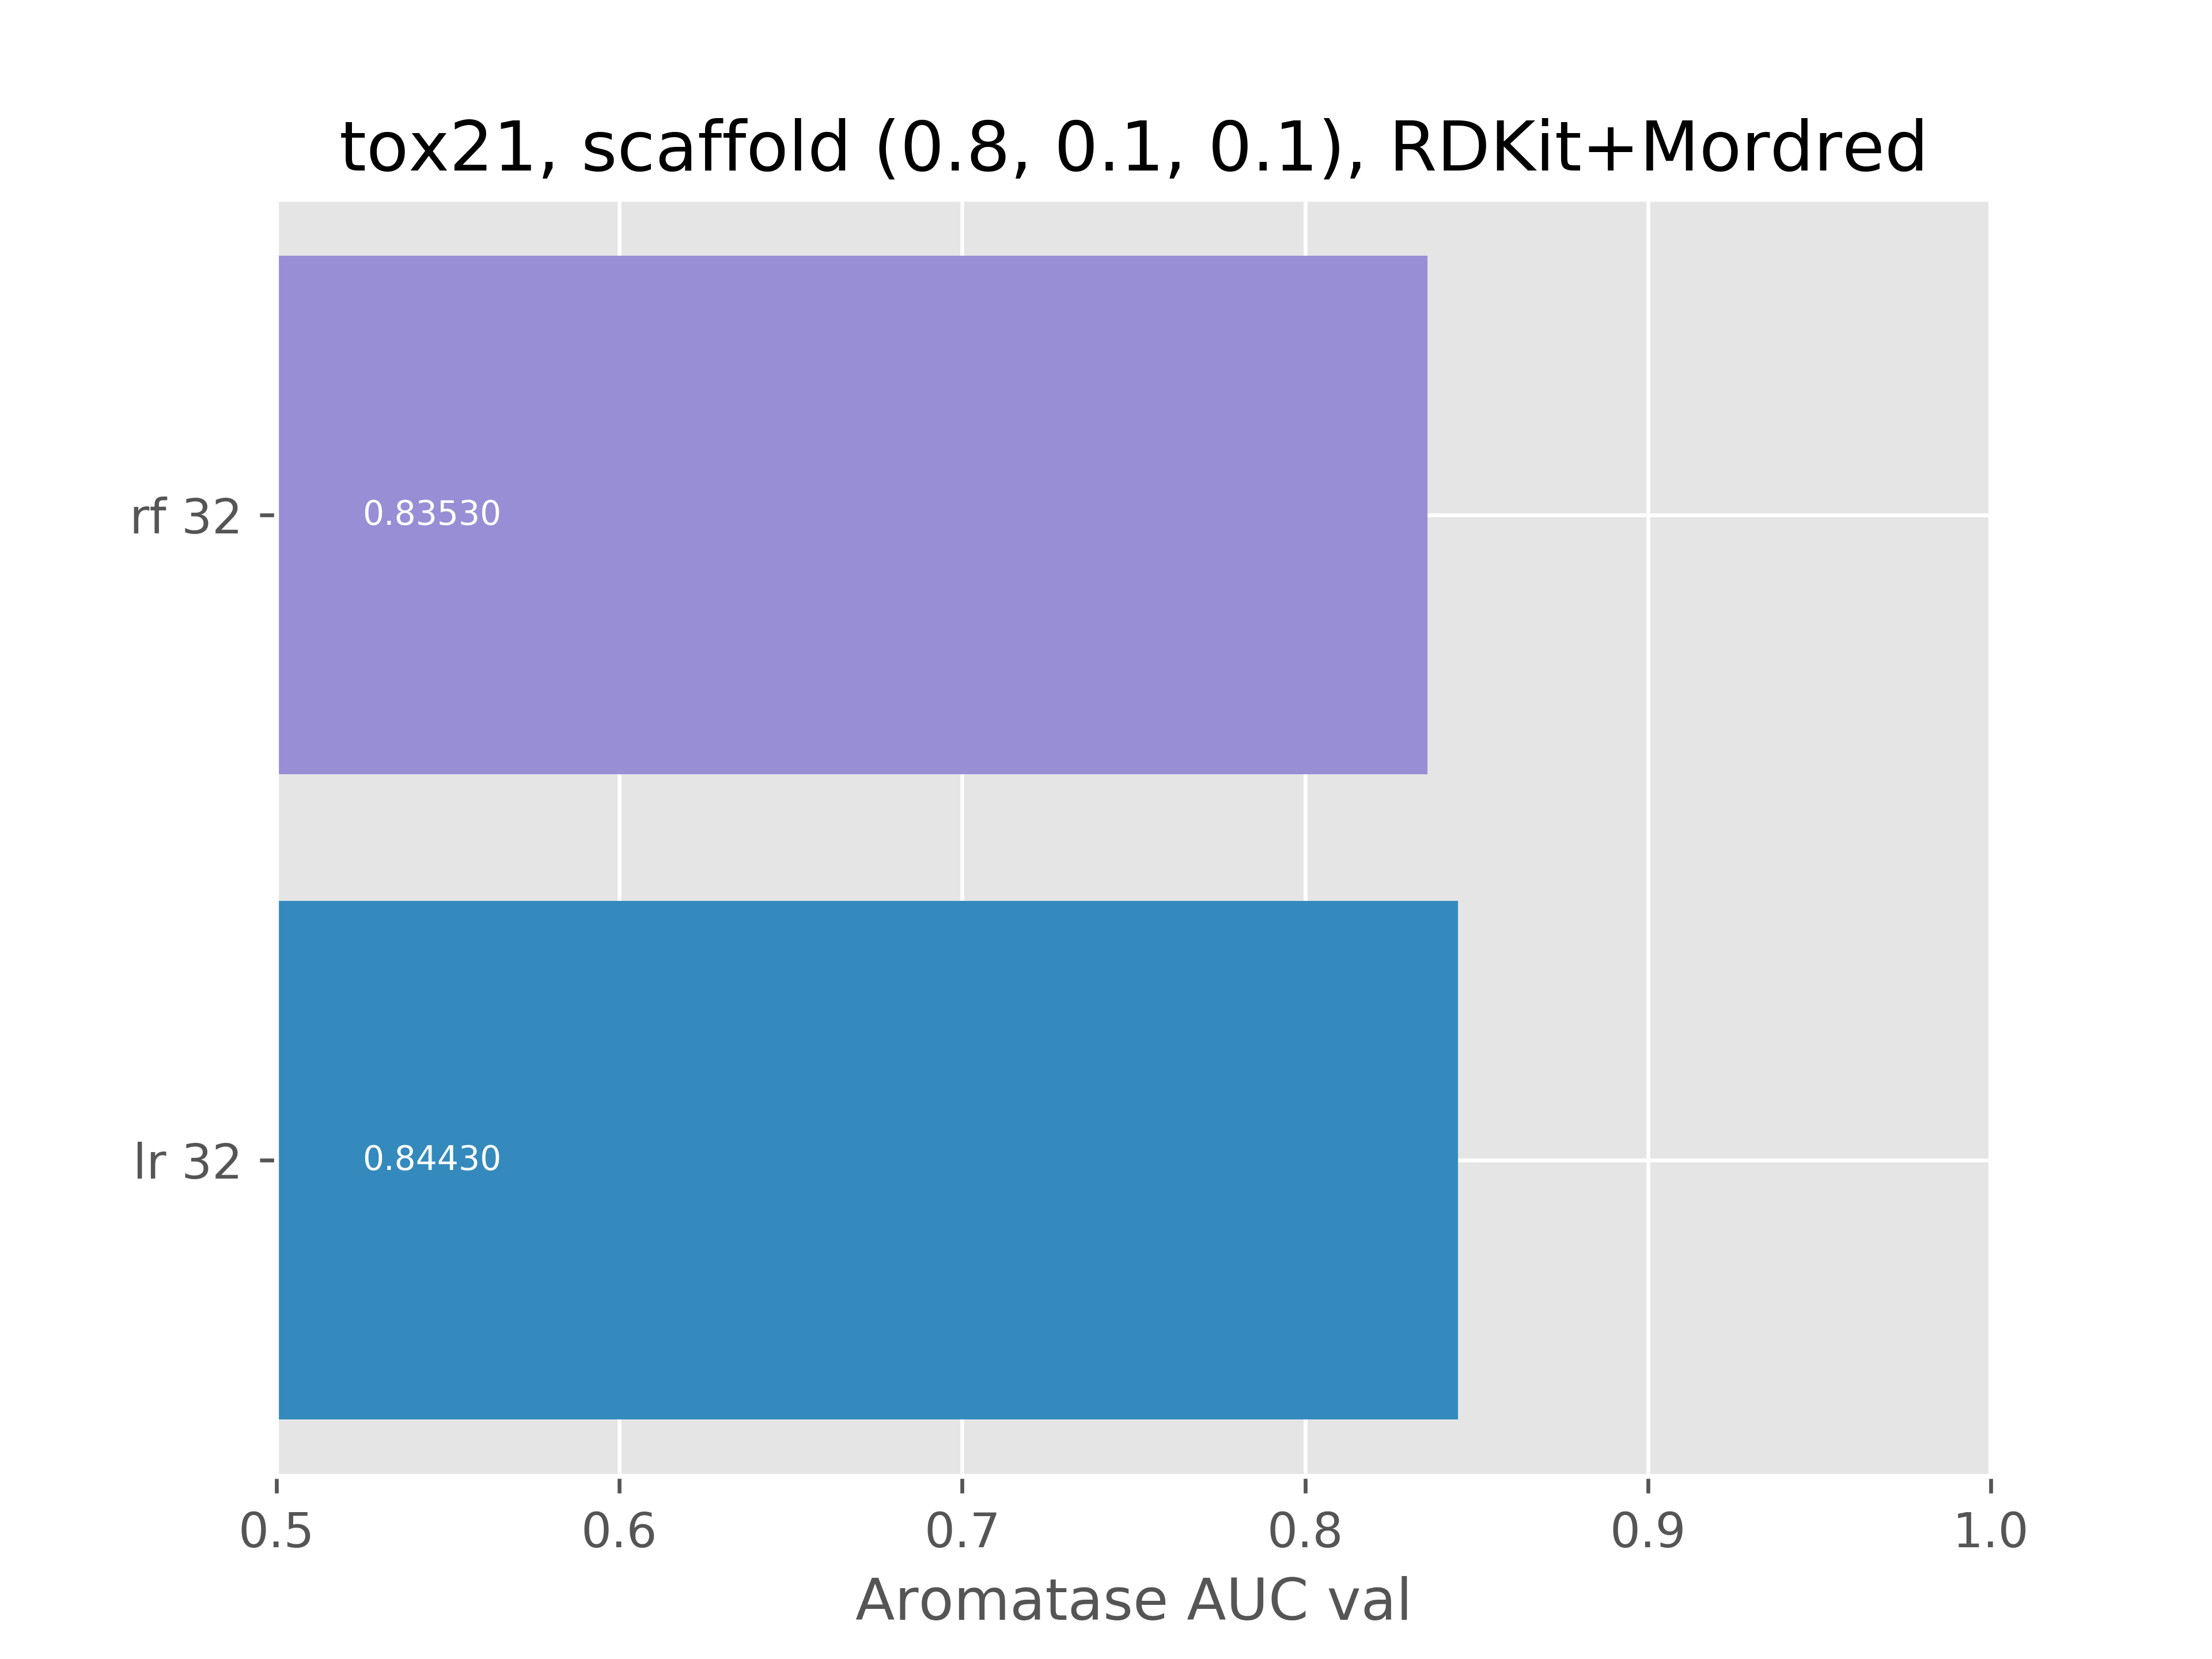 tox21, scaffold (0.8, 0.1, 0.1), RDKit+Mordred
rf 32
0.83530
lr 32
0.84430
0.5 0.6 0.7 0.8 0.9 1.0
Aromatase AUC val